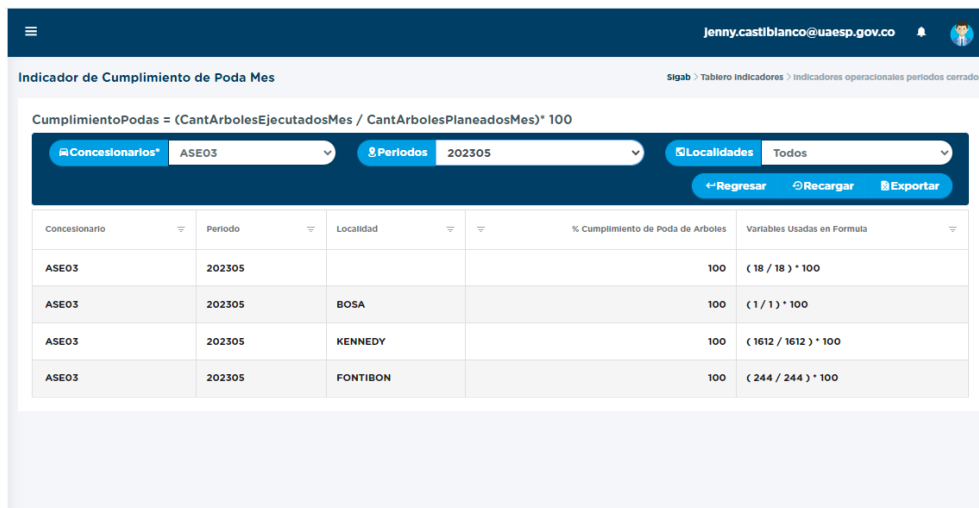 jenny.castiblanco@uaesp.gov.co
Indicador de Cumplimiento de Poda Mes
Sigab > Tablero Indicadores > Indicadores operacionales periodos cerrado
CumplimientoPodas = (CantArbolesEjecutadosMes / CantArbolesPlaneadosMes)* 100
Concesionarios* ASE03 Periodos 202305 Localidades Todos
Regresar Recargar Exportar
Concesionario Periodo Localidad % Cumplimiento de Poda de Arboles Variables Usadas en Formula
ASE03 202305 100 ( 18 / 18 ) * 100
ASE03 202305 BOSA 100 ( 1 / 1 ) * 100
ASE03 202305 KENNEDY 100 ( 1612 / 1612 ) * 100
ASE03 202305 FONTIBON 100 ( 244 / 244 ) * 100